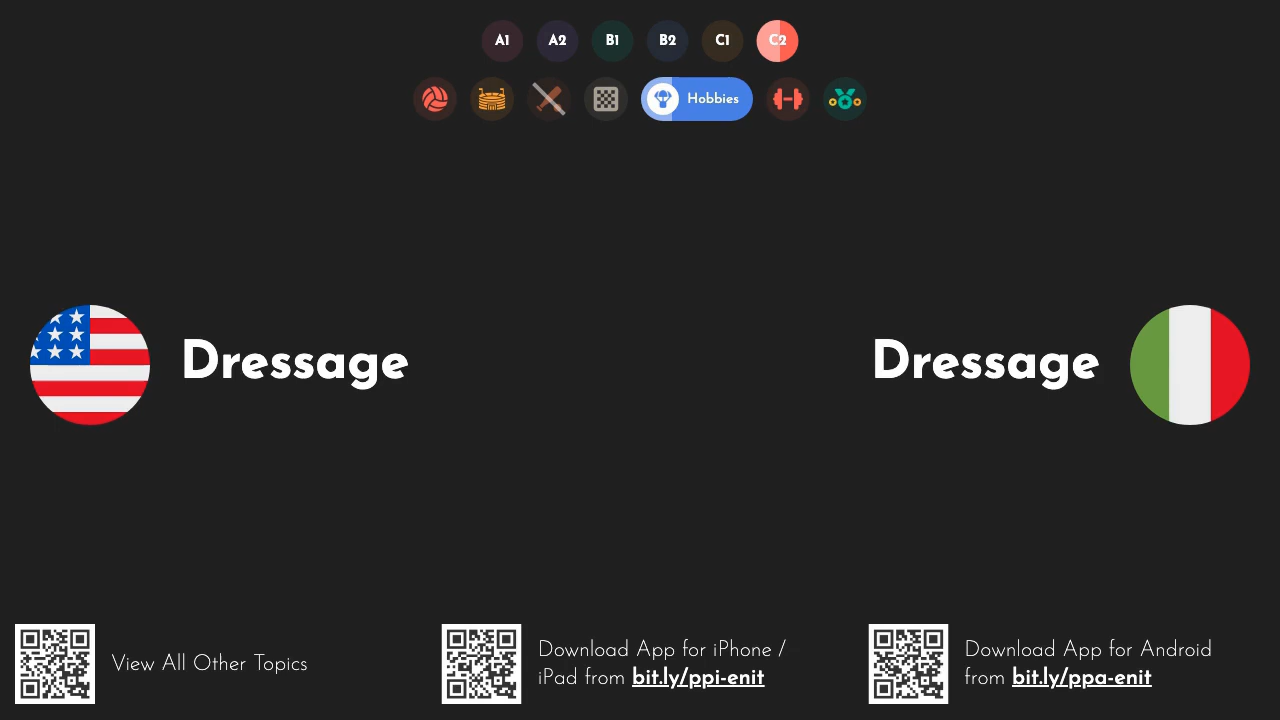 A1 A2 B1 B2 C1 C2
Hobbies
Dressage
Dressage
View All Other Topics
Download App for iPhone /
iPad from bit.ly/ppi-enit
Download App for Android
from bit.ly/ppa-enit